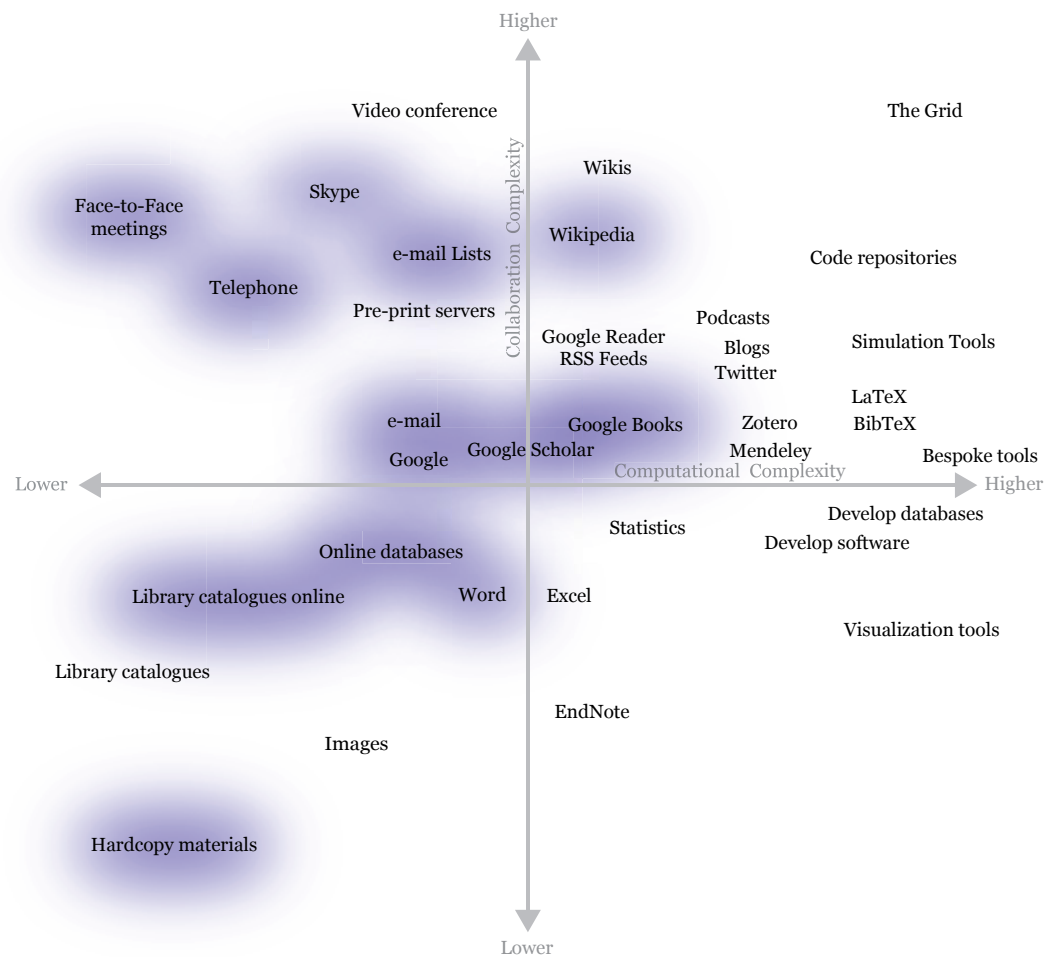 Higher
Video conference
The Grid
Wikis
Skype
Face-to-Face
meetings
Wikipedia
e-mail Lists
Code repositories
Telephone
Collaboration Complexity
Pre-print servers
Podcasts
Google Reader
RSS Feeds
Blogs
Simulation Tools
Twitter
LaTeX
e-mail
Google Books
Zotero
BibTeX
Google Scholar
Mendeley
Google
Bespoke tools
Computational Complexity
Lower
Higher
Develop databases
Statistics
Develop software
Online databases
Library catalogues online
Word
Excel
Visualization tools
Library catalogues
EndNote
Images
Hardcopy materials
Lower